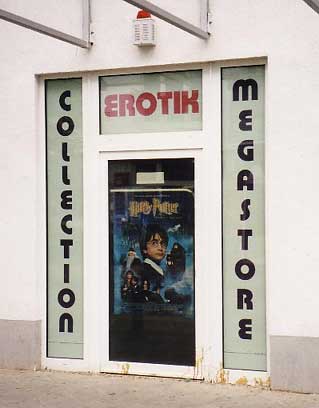 EROTIK
COLLECTION
MEGASTORE
Harry Potter